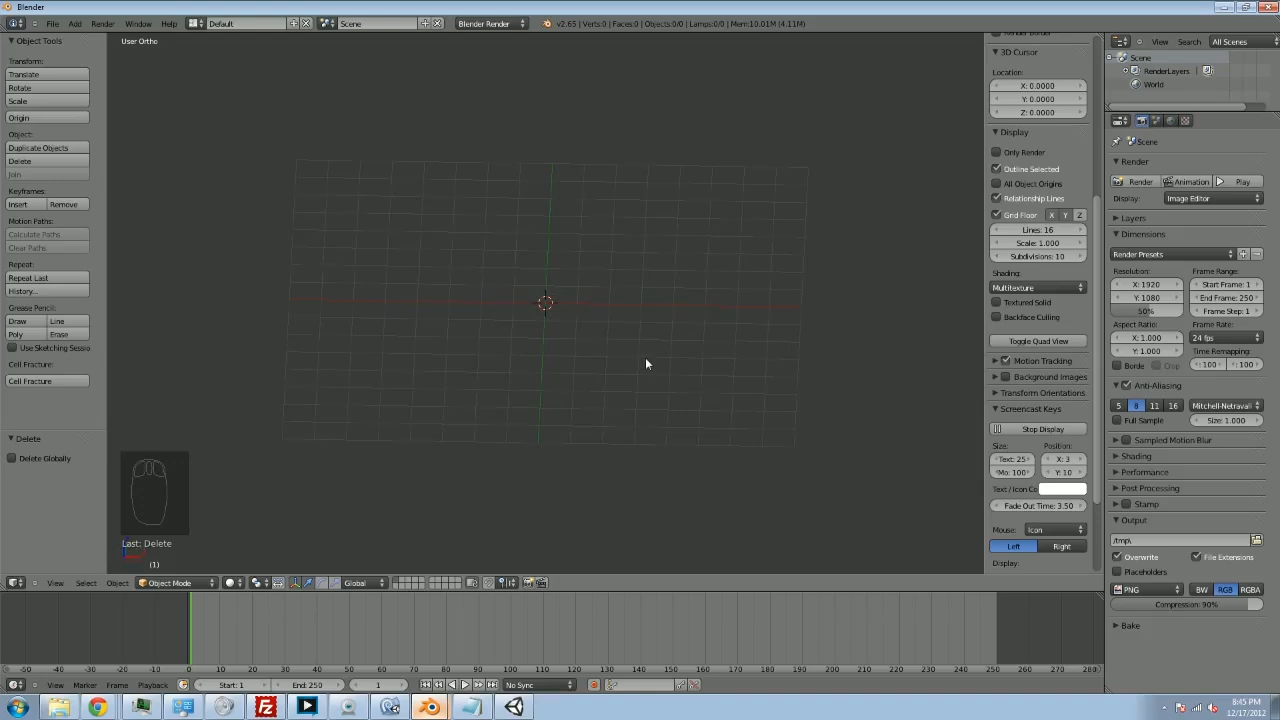 Blender
File Add Render Window Help Default Scene Blender Render v2.65 | Verts:0 | Faces:0 | Objects:0/0 | Lamps:0/0 | Mem:10.01M (4.11M)
Object Tools
Transform:
Translate
Rotate
Scale
Origin
Object:
Duplicate Objects
Delete
Join
Keyframes:
Insert Remove
Motion Paths:
Calculate Paths
Clear Paths
Repeat:
Repeat Last
History...
Grease Pencil:
Draw Line
Poly Erase
Use Sketching Sessio
Cell Fracture:
Cell Fracture
Delete
Delete Globally
User Ortho
Last: Delete
(1)
3D Cursor
Location:
X: 0.0000
Y: 0.0000
Z: 0.0000
Display
Only Render
Outline Selected
All Object Origins
Relationship Lines
Grid Floor X Y Z
Lines: 16
Scale: 1.000
Subdivisions: 10
Shading:
Multitexture
Textured Solid
Backface Culling
Toggle Quad View
Motion Tracking
Background Images
Transform Orientations
Screencast Keys
Stop Display
Size: Position:
Text: 25 X: 3
Mo: 100 Y: 10
Text / Icon Co
Fade Out Time: 3.50
Mouse: Icon
Left Right
Display:
View Search All Scenes
Scene
RenderLayers
World
Scene
Render
Render Animation Play
Display: Image Editor
Layers
Dimensions
Render Presets
Resolution: Frame Range:
X: 1920 Start Frame: 1
Y: 1080 End Frame: 250
50% Frame Step: 1
Aspect Ratio: Frame Rate:
X: 1.000 24 fps
Y: 1.000 Time Remapping:
Borde Crop 100 100
Anti-Aliasing
5 8 11 16 Mitchell-Netravali
Full Sample Size: 1.000
Sampled Motion Blur
Shading
Performance
Post Processing
Stamp
Output
/tmp\
Overwrite File Extensions
Placeholders
PNG BW RGB RGBA
Compression: 90%
Bake
View Select Object Object Mode Global
-50 -40 -30 -20 -10 0 10 20 30 40 50 60 70 80 90 100 110 120 130 140 150 160 170 180 190 200 210 220 230 240 250 260 270 280
View Marker Frame Playback Start: 1 End: 250 1 No Sync
8:45 PM
12/17/2012